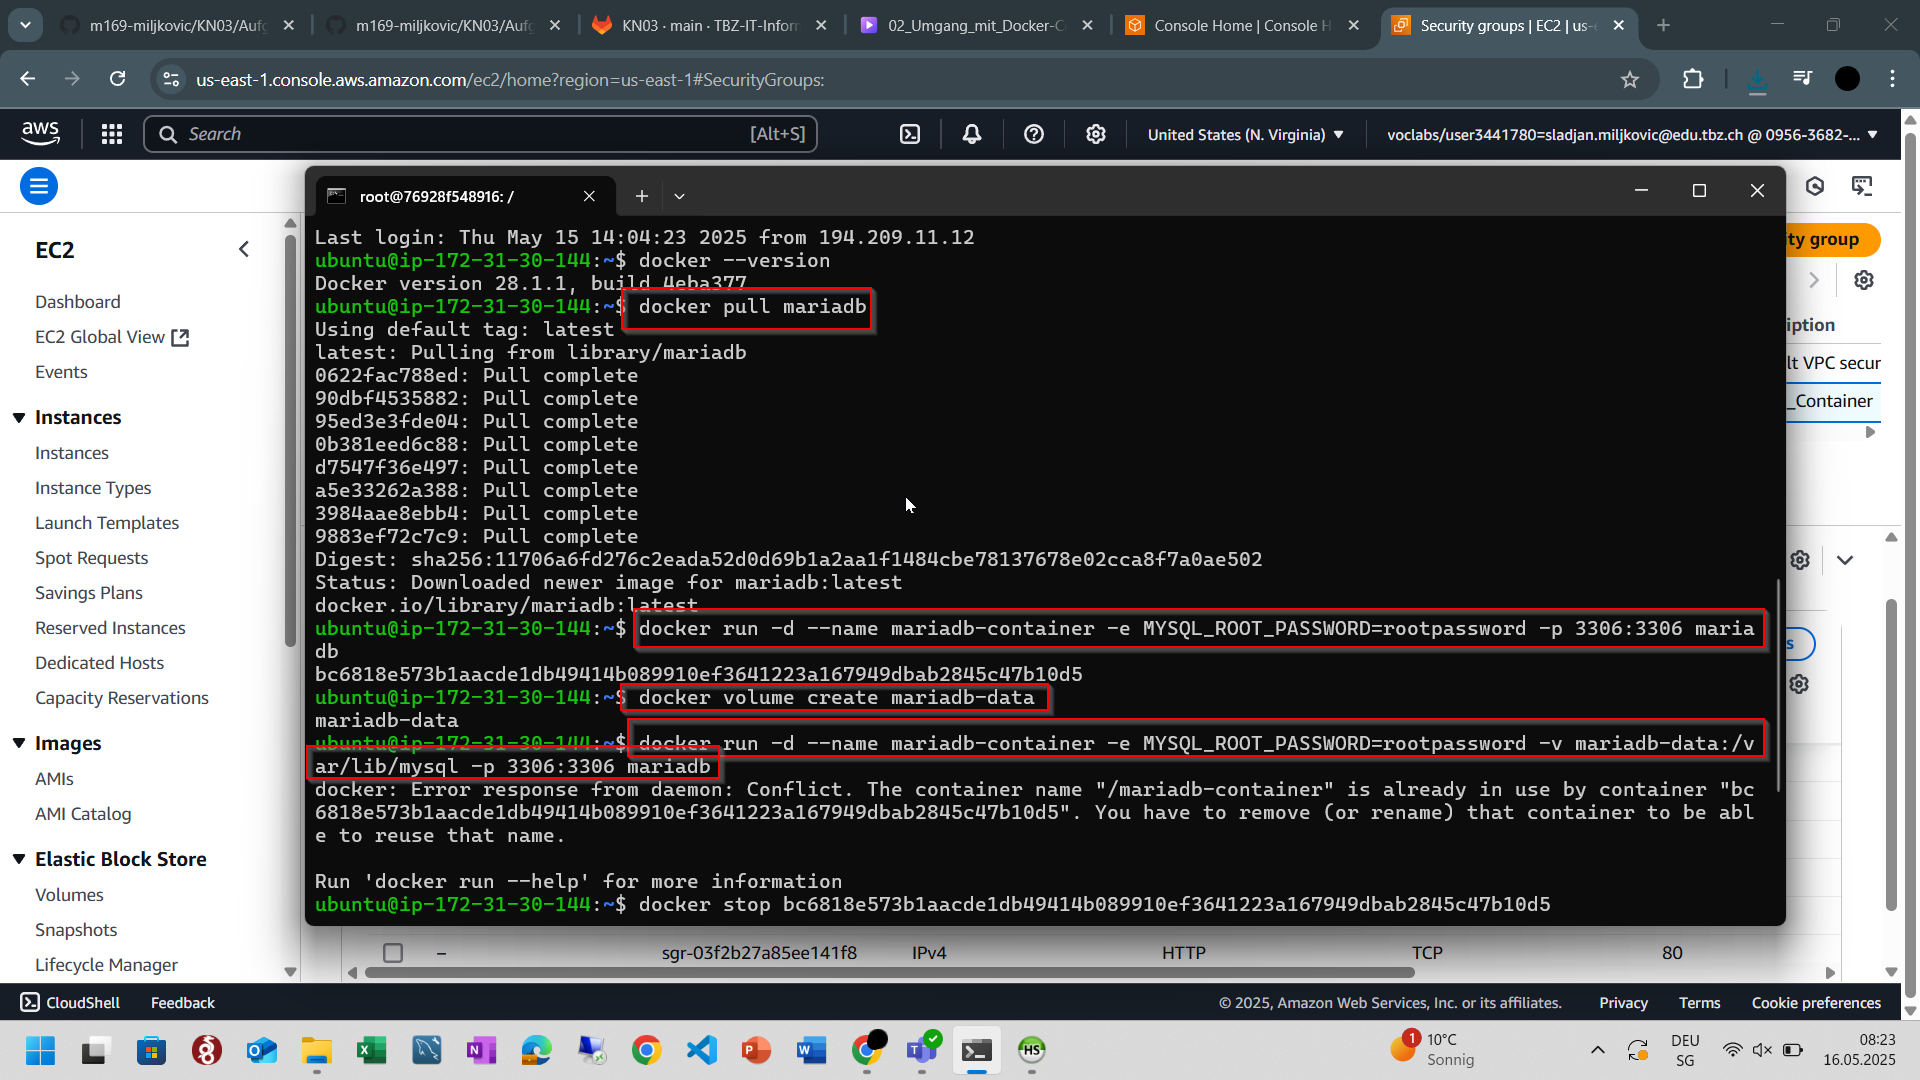 m169-miljkovic/KN03/Aufg
m169-miljkovic/KN03/Aufg
KN03 · main · TBZ-IT-Inform
02_Umgang_mit_Docker-C
Console Home | Console H
Security groups | EC2 | us-
us-east-1.console.aws.amazon.com/ec2/home?region=us-east-1#SecurityGroups:
aws
Search
[Alt+S]
United States (N. Virginia)
voclabs/user3441780=sladjan.miljkovic@edu.tbz.ch @ 0956-3682-...
EC2
Dashboard
EC2 Global View
Events
Instances
Instances
Instance Types
Launch Templates
Spot Requests
Savings Plans
Reserved Instances
Dedicated Hosts
Capacity Reservations
Images
AMIs
AMI Catalog
Elastic Block Store
Volumes
Snapshots
Lifecycle Manager
root@76928f548916: /
Last login: Thu May 15 14:04:23 2025 from 194.209.11.12
ubuntu@ip-172-31-30-144:~$ docker --version
Docker version 28.1.1, build 4eba377
ubuntu@ip-172-31-30-144:~$ docker pull mariadb
Using default tag: latest
latest: Pulling from library/mariadb
0622fac788ed: Pull complete
90dbf4535882: Pull complete
95ed3e3fde04: Pull complete
0b381eed6c88: Pull complete
d7547f36e497: Pull complete
a5e33262a388: Pull complete
3984aae8ebb4: Pull complete
9883ef72c7c9: Pull complete
Digest: sha256:11706a6fd276c2eada52d0d69b1a2aa1f1484cbe78137678e02cca8f7a0ae502
Status: Downloaded newer image for mariadb:latest
docker.io/library/mariadb:latest
ubuntu@ip-172-31-30-144:~$ docker run -d --name mariadb-container -e MYSQL_ROOT_PASSWORD=rootpassword -p 3306:3306 maria
db
bc6818e573b1aacde1db49414b089910ef3641223a167949dbab2845c47b10d5
ubuntu@ip-172-31-30-144:~$ docker volume create mariadb-data
mariadb-data
ubuntu@ip-172-31-30-144:~$ docker run -d --name mariadb-container -e MYSQL_ROOT_PASSWORD=rootpassword -v mariadb-data:/v
ar/lib/mysql -p 3306:3306 mariadb
docker: Error response from daemon: Conflict. The container name "/mariadb-container" is already in use by container "bc
6818e573b1aacde1db49414b089910ef3641223a167949dbab2845c47b10d5". You have to remove (or rename) that container to be abl
e to reuse that name.
Run 'docker run --help' for more information
ubuntu@ip-172-31-30-144:~$ docker stop bc6818e573b1aacde1db49414b089910ef3641223a167949dbab2845c47b10d5
ty group
iption
lt VPC secur
_Container
s
– sgr-03f2b27a85ee141f8 IPv4 HTTP TCP 80
CloudShell
Feedback
© 2025, Amazon Web Services, Inc. or its affiliates.
Privacy
Terms
Cookie preferences
1
10°C
Sonnig
DEU
SG
08:23
16.05.2025